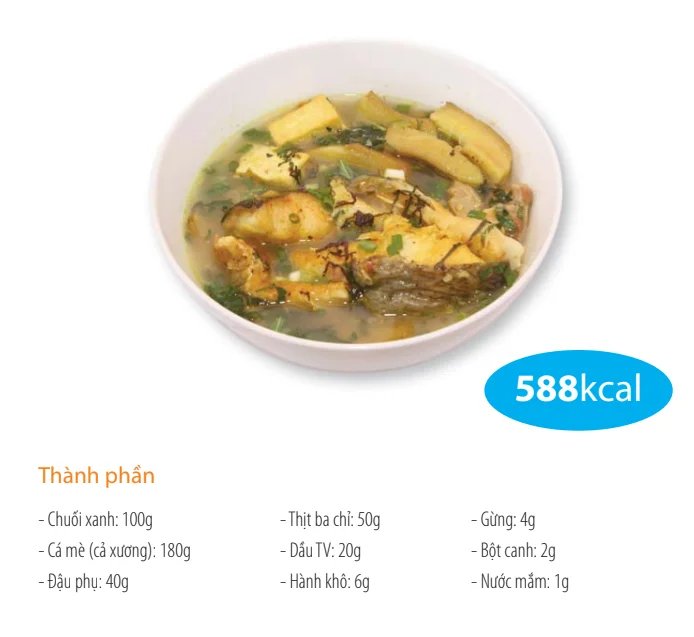 588kcal
Thành phần
- Chuối xanh: 100g
- Cá mè (cả xương): 180g
- Đậu phụ: 40g
- Thịt ba chỉ: 50g
- Dầu TV: 20g
- Hành khô: 6g
- Gừng: 4g
- Bột canh: 2g
- Nước mắm: 1g